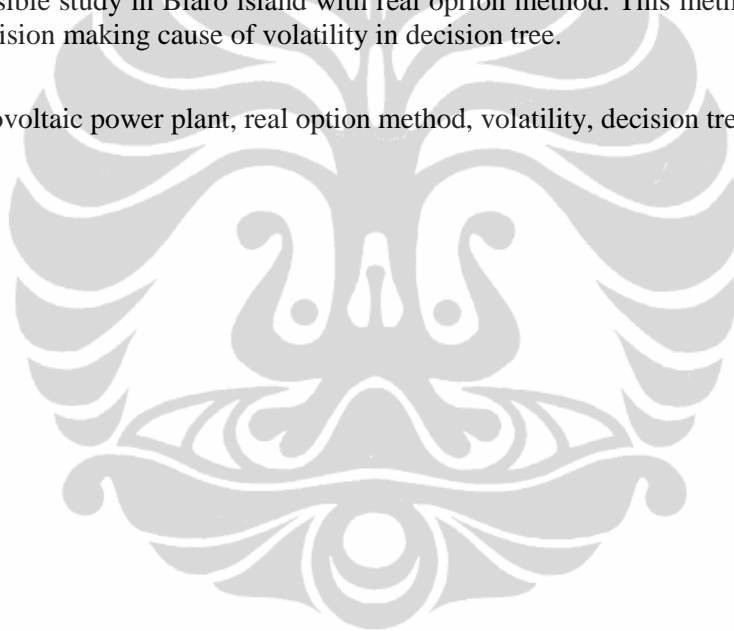 sible study in Biaro Island with real option method. This meth
ision making cause of volatility in decision tree.
ovoltaic power plant, real option method, volatility, decision tre